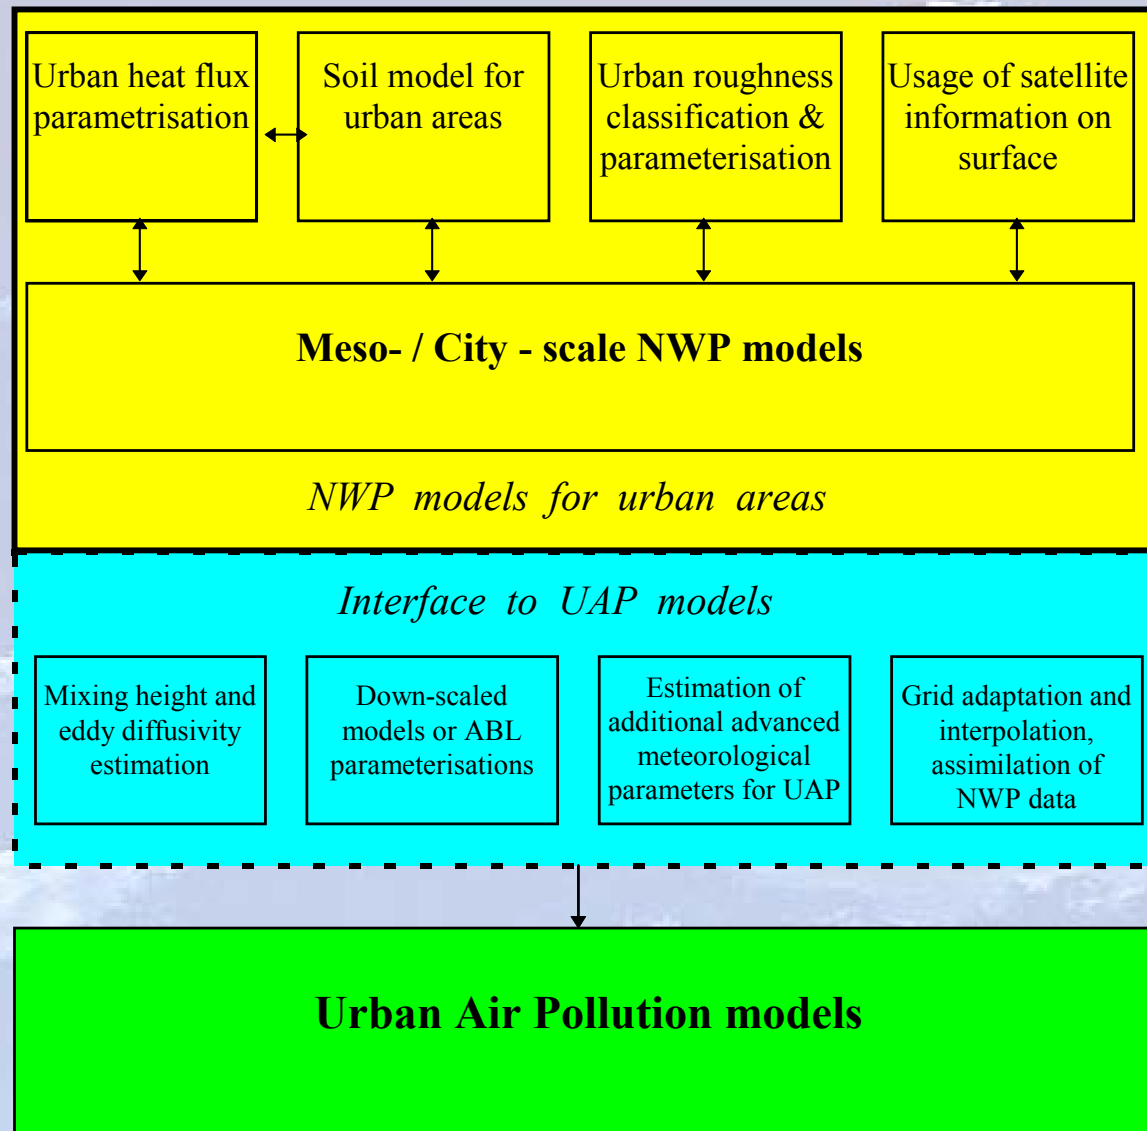 Urban heat flux
parametrisation
Soil model for
urban areas
Urban roughness
classification &
parameterisation
Usage of satellite
information on
surface
Meso- / City - scale NWP models
NWP models for urban areas
Interface to UAP models
Mixing height and
eddy diffusivity
estimation
Down-scaled
models or ABL
parameterisations
Estimation of
additional advanced
meteorological
parameters for UAP
Grid adaptation and
interpolation,
assimilation of
NWP data
Urban Air Pollution models